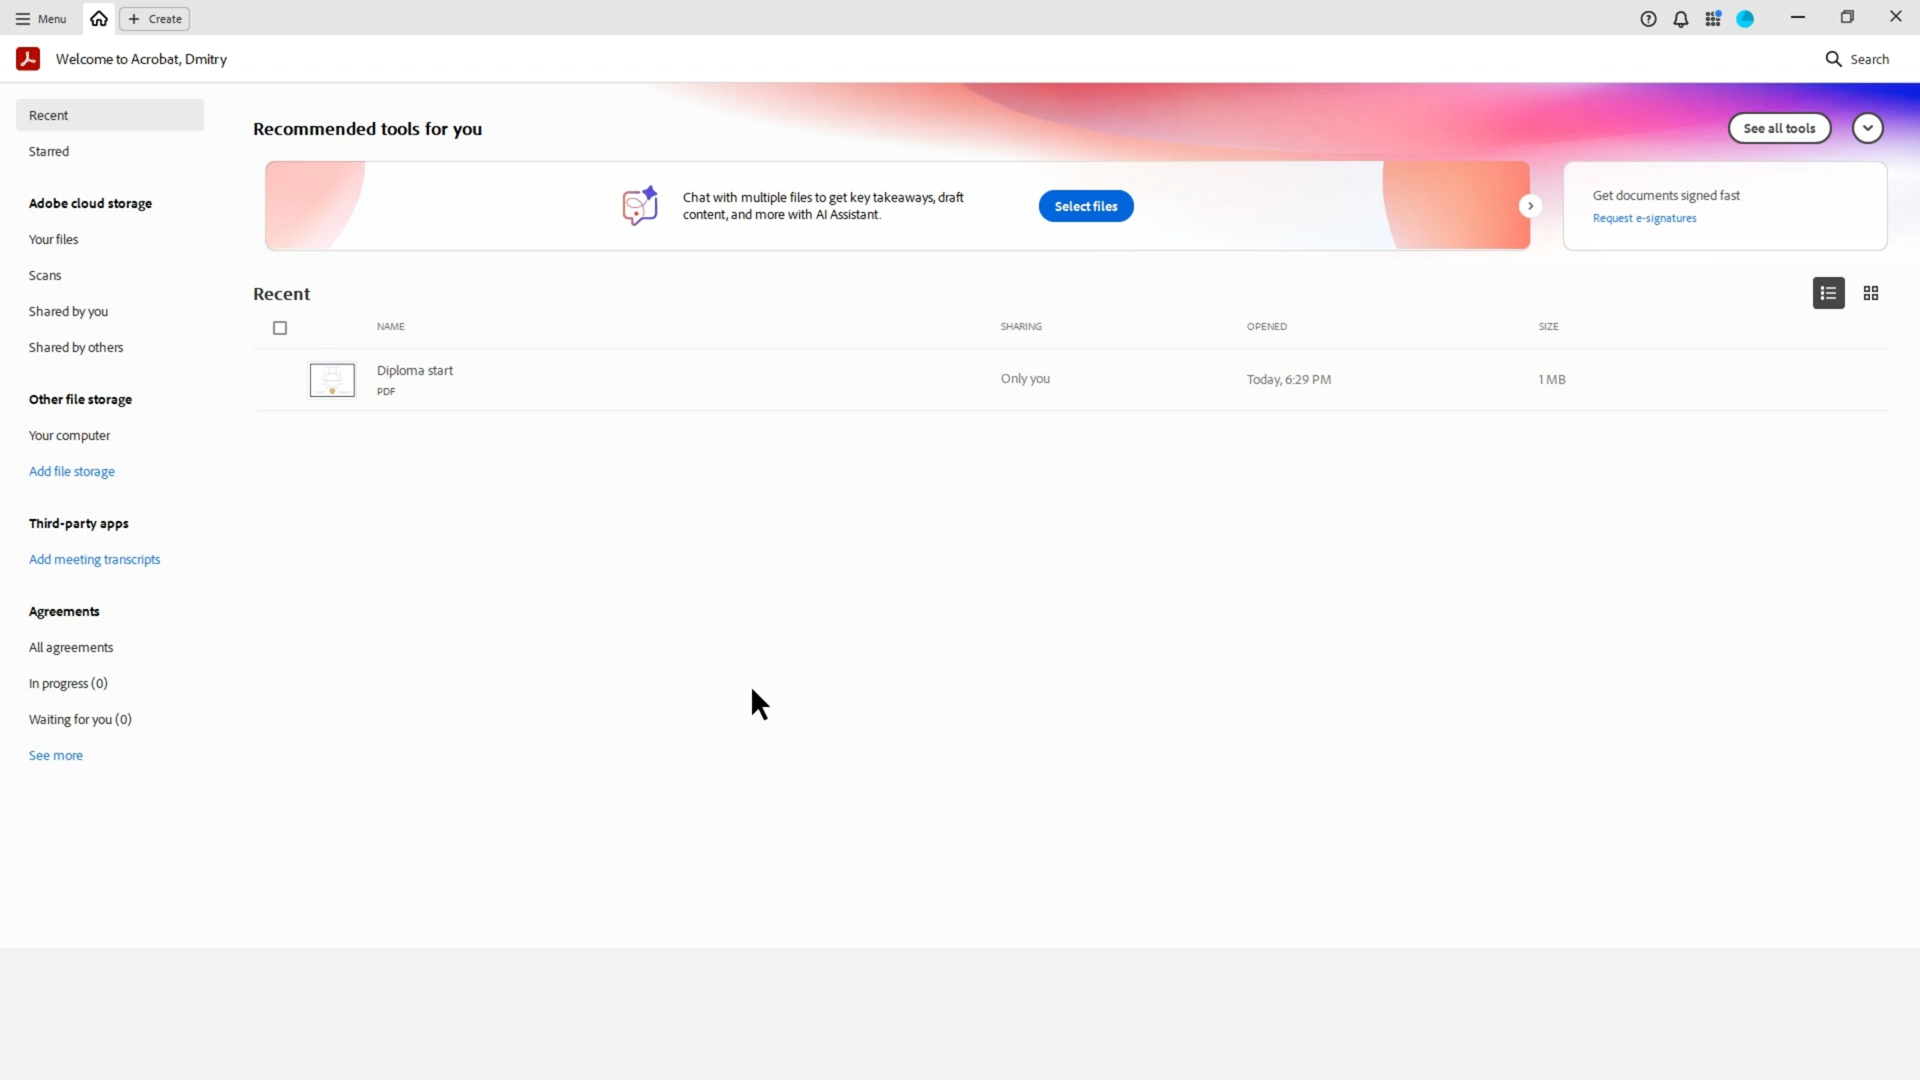 Menu
Create
Welcome to Acrobat, Dmitry
Search
Recent
Starred
Adobe cloud storage
Your files
Scans
Shared by you
Shared by others
Other file storage
Your computer
Add file storage
Third-party apps
Add meeting transcripts
Agreements
All agreements
In progress (0)
Waiting for you (0)
See more
Recommended tools for you
See all tools
Chat with multiple files to get key takeaways, draft
content, and more with AI Assistant.
Select files
Get documents signed fast
Request e-signatures
Recent
NAME SHARING OPENED SIZE
Diploma start
PDF
Only you
Today, 6:29 PM
1 MB